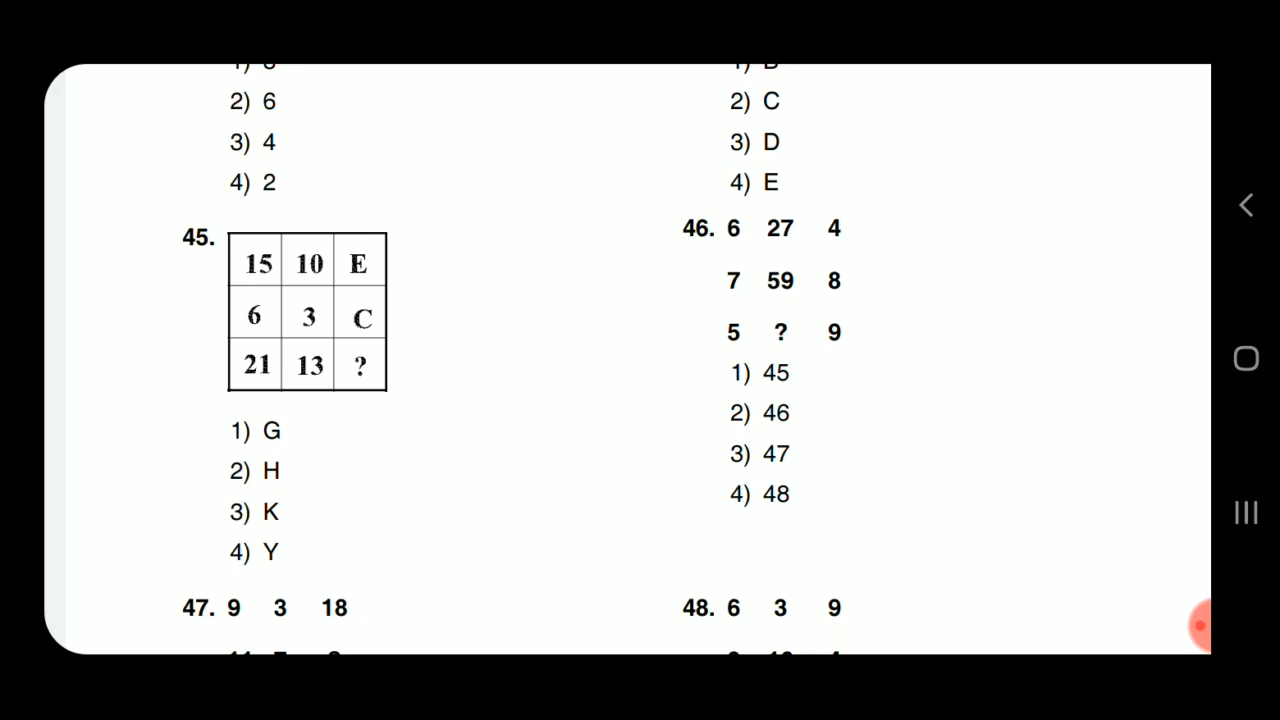 2) 6
3) 4
4) 2
2) C
3) D
4) E
45.
15 10 E
6 3 C
21 13 ?
1) G
2) H
3) K
4) Y
46. 6 27 4
7 59 8
5 ? 9
1) 45
2) 46
3) 47
4) 48
47. 9 3 18
48. 6 3 9